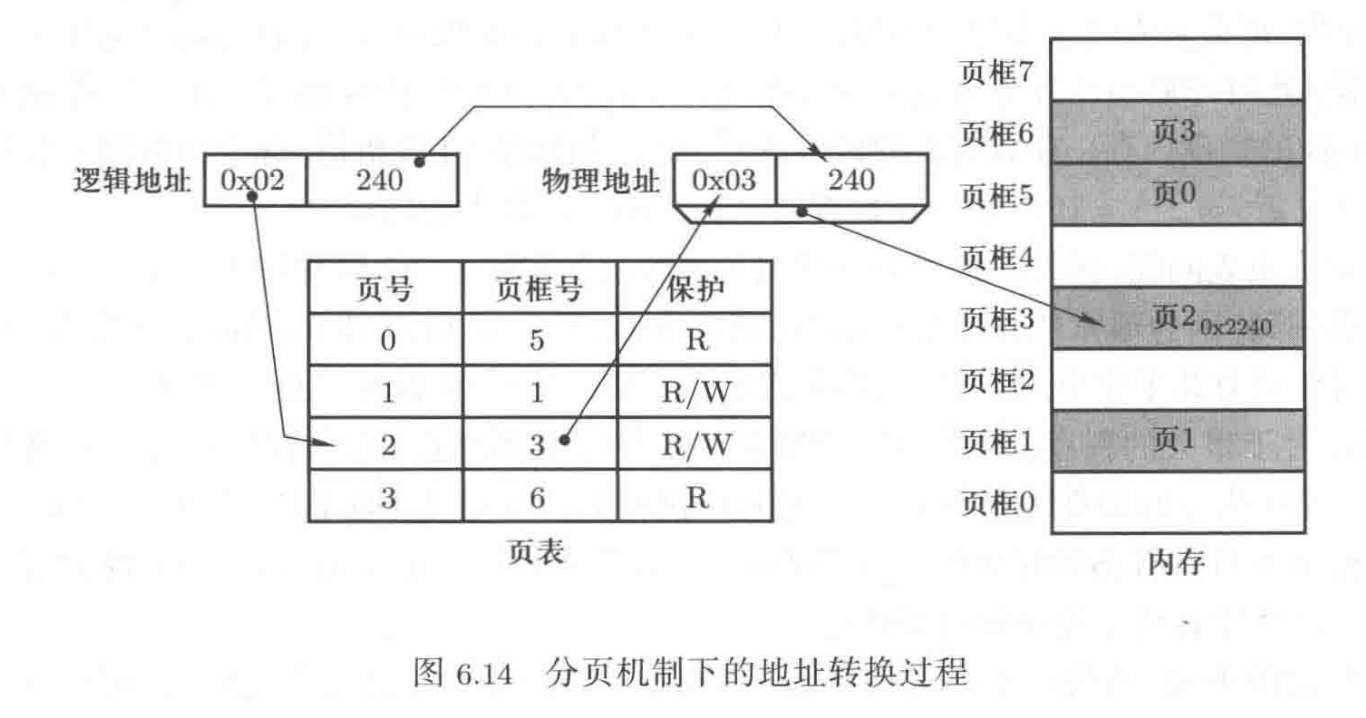 逻辑地址 0x02 240
物理地址 0x03 240
页号 页框号 保护
0 5 R
1 1 R/W
2 3 R/W
3 6 R
页表
页框7
页框6 页3
页框5 页0
页框4
页框3 页2 0x2240
页框2
页框1 页1
页框0
内存
图 6.14 分页机制下的地址转换过程